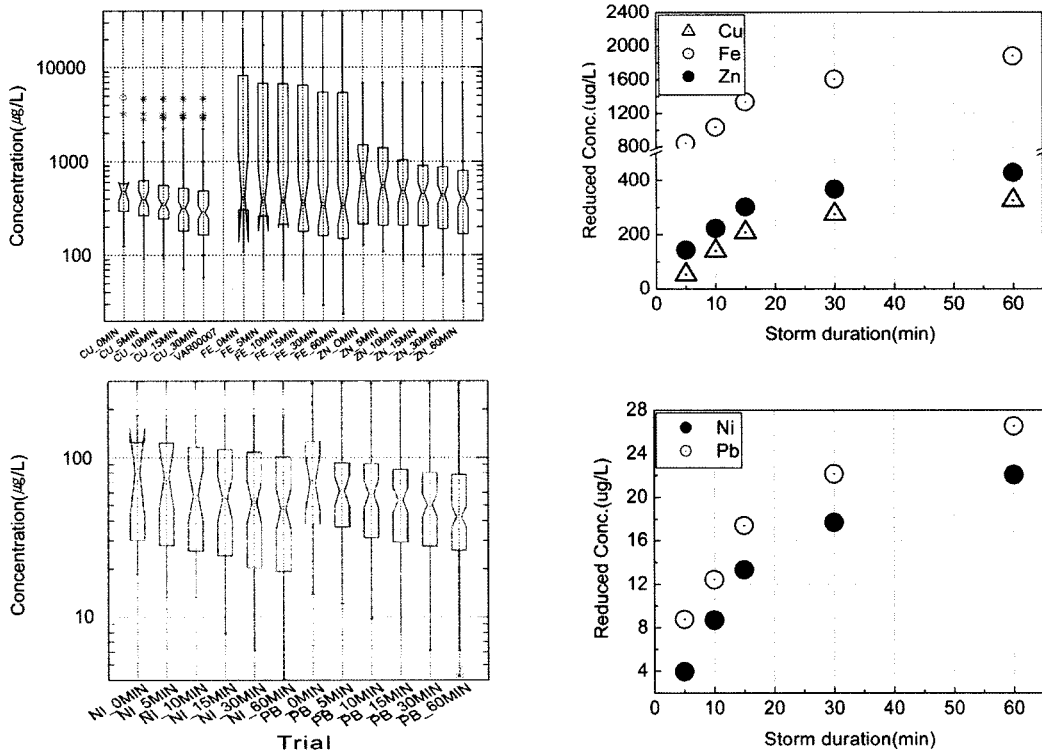 Concentration(㎍/L)
10000
1000
100
CU_0MIN
CU_5MIN
CU_10MIN
CU_15MIN
CU_30MIN
VAR00007
FE_0MIN
FE_5MIN
FE_10MIN
FE_15MIN
FE_30MIN
FE_60MIN
ZN_0MIN
ZN_5MIN
ZN_10MIN
ZN_15MIN
ZN_30MIN
ZN_60MIN
Reduced Conc.(ug/L)
2400
2000
1600
1200
800
400
200
0
Cu
Fe
Zn
0 10 20 30 40 50 60
Storm duration(min)
Concentration(㎍/L)
100
10
NI_0MIN
NI_5MIN
NI_10MIN
NI_15MIN
NI_30MIN
NI_60MIN
PB_0MIN
PB_5MIN
PB_10MIN
PB_15MIN
PB_30MIN
PB_60MIN
Trial
Reduced Conc.(ug/L)
28
24
20
16
12
8
4
Ni
Pb
0 10 20 30 40 50 60
Storm duration(min)